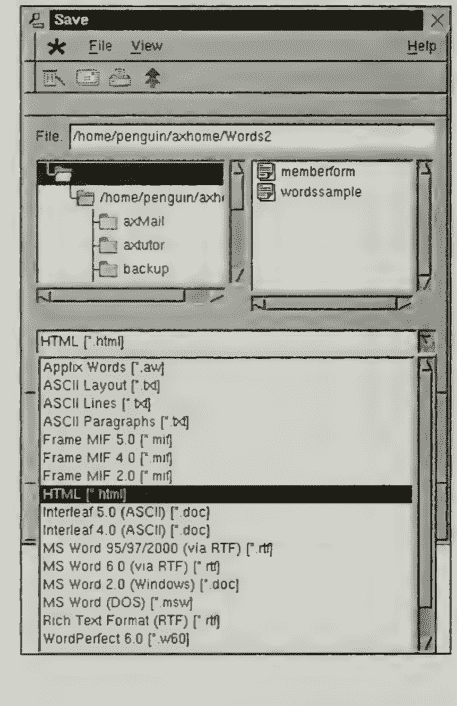 Save
File View Help
File. /home/penguin/axhome/Words2
/home/penguin/axh
axMail
axtutor
backup
memberform
wordssample
HTML [*.html]
Applix Words [*.aw]
ASCII Layout [*.txt]
ASCII Lines [*.txt]
ASCII Paragraphs [*.txt]
Frame MIF 5.0 [*.mif]
Frame MIF 4.0 [*.mif]
Frame MIF 2.0 [*.mif]
HTML [*.html]
Interleaf 5.0 (ASCII) [*.doc]
Interleaf 4.0 (ASCII) [*.doc]
MS Word 95/97/2000 (via RTF) [*.rtf]
MS Word 6.0 (via RTF) [*.rtf]
MS Word 2.0 (Windows) [*.doc]
MS Word (DOS) [*.msw]
Rich Text Format (RTF) [*.rtf]
WordPerfect 6.0 [*.w60]